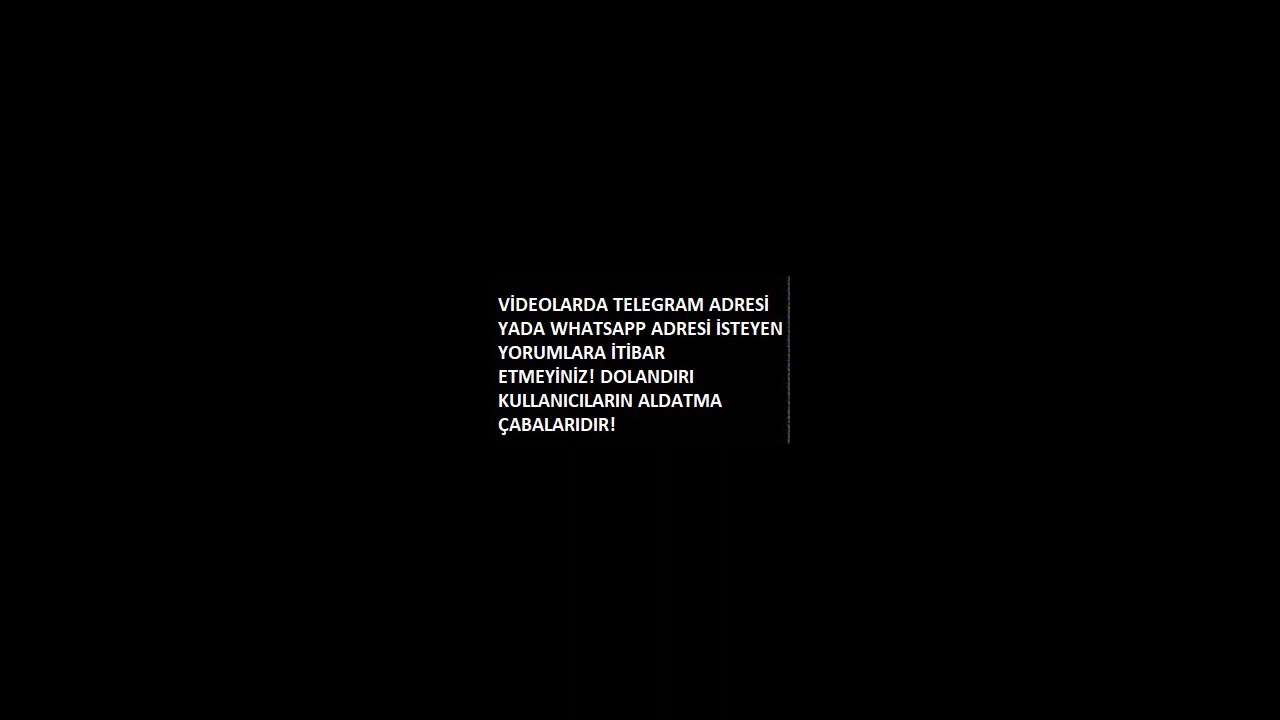 VİDEOLARDA TELEGRAM ADRESİ
YADA WHATSAPP ADRESİ İSTEYEN
YORUMLARA İTİBAR
ETMEYİNİZ! DOLANDIRI
KULLANICILARIN ALDATMA
ÇABALARIDIR!